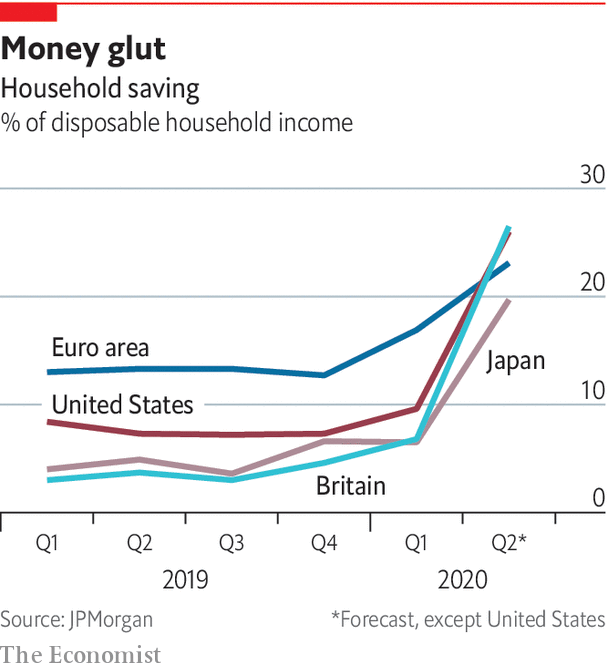 Money glut
Household saving
% of disposable household income
30
20
Euro area
Japan
United States
10
Britain
0
Q1 Q2 Q3 Q4 Q1 Q2*
2019 2020
Source: JPMorgan *Forecast, except United States
The Economist